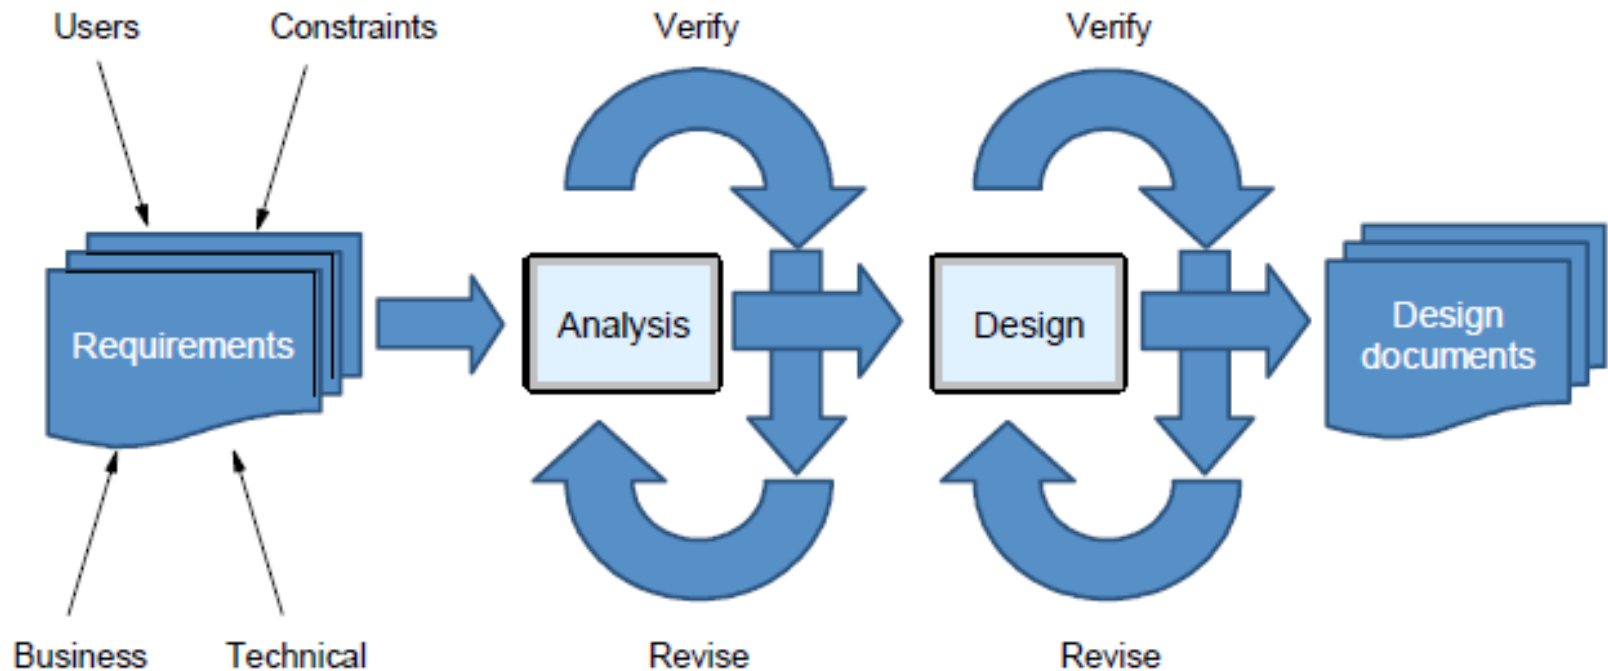 Users
Constraints
Verify
Verify
Requirements
Analysis
Design
Design
documents
Business
Technical
Revise
Revise